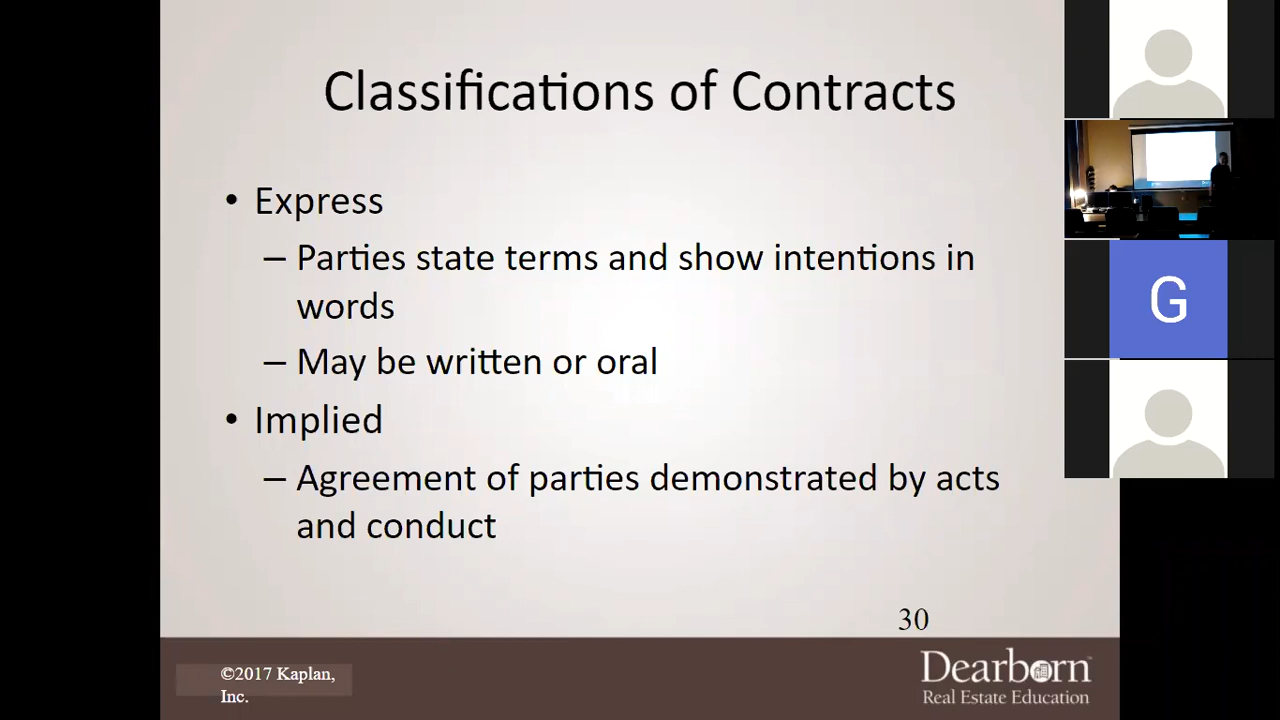 Classifications of Contracts
• Express
– Parties state terms and show intentions in
words
– May be written or oral
• Implied
– Agreement of parties demonstrated by acts
and conduct
30
©2017 Kaplan,
Inc.
Dearborn™
Real Estate Education
G